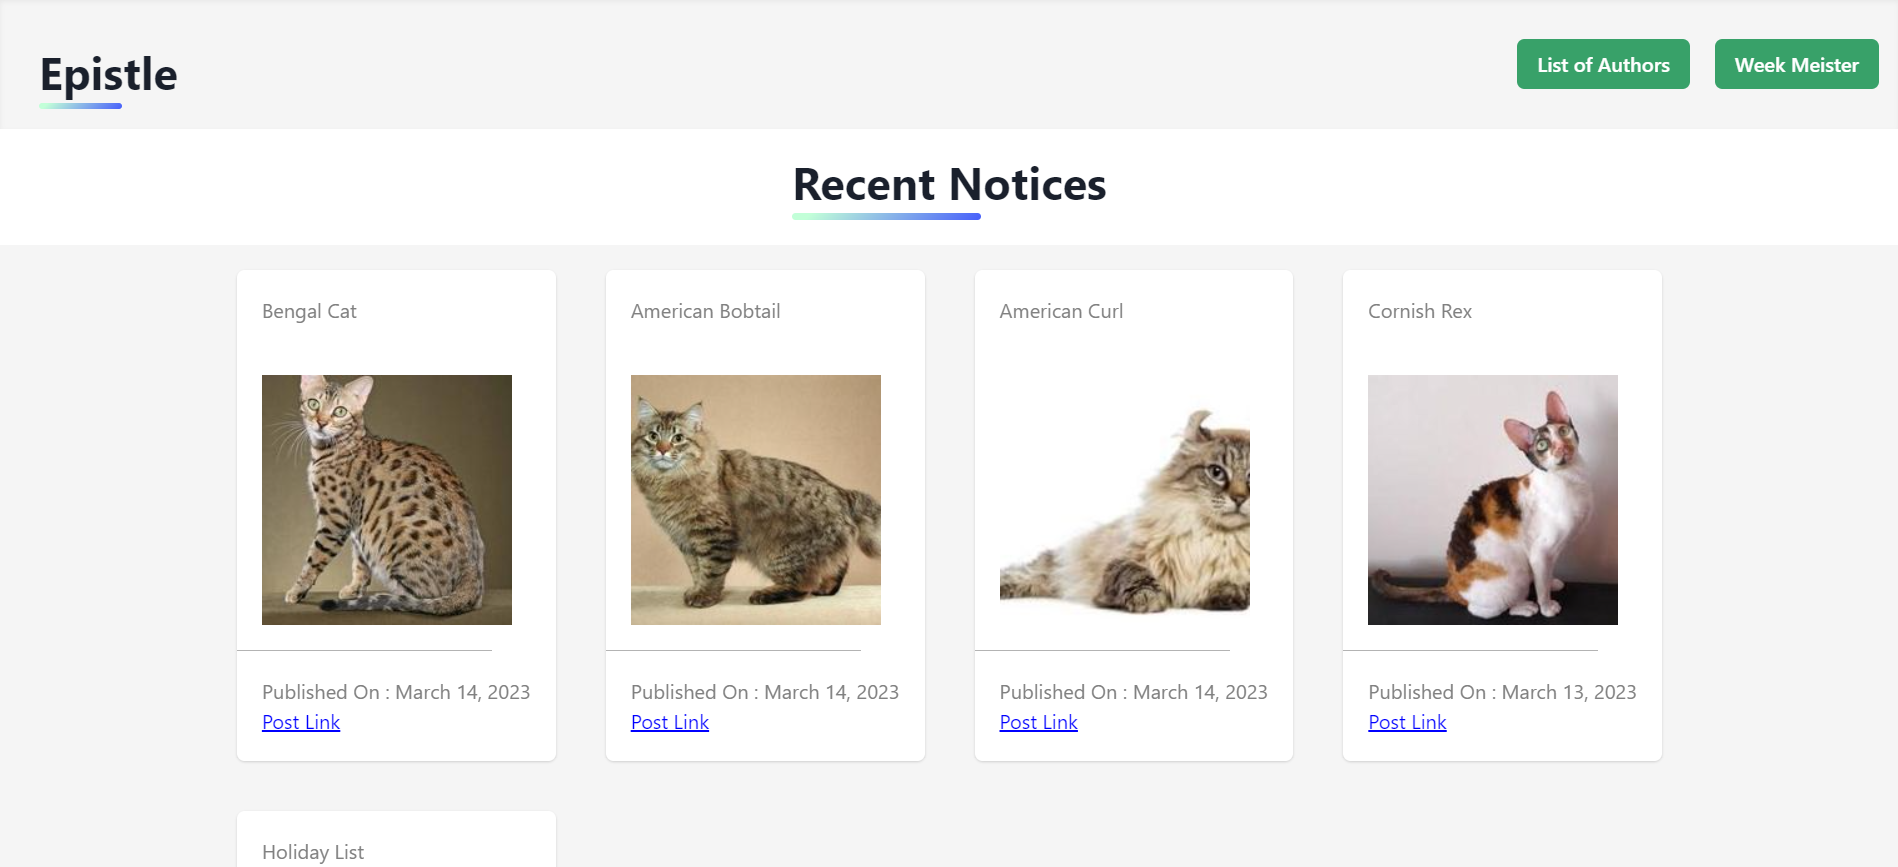 Epistle
List of Authors
Week Meister
Recent Notices
Bengal Cat
American Bobtail
American Curl
Cornish Rex
Published On : March 14, 2023
Post Link
Published On : March 14, 2023
Post Link
Published On : March 14, 2023
Post Link
Published On : March 13, 2023
Post Link
Holiday List